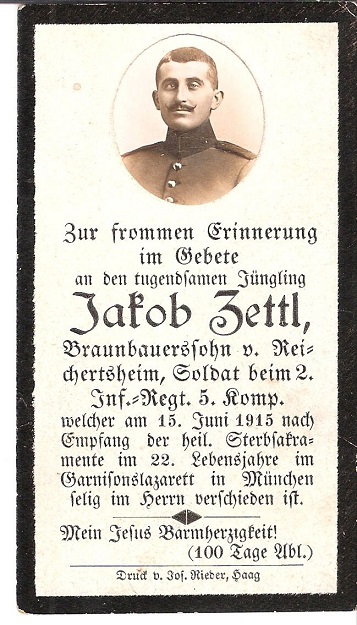 Zur frommen Erinnerung
im Gebete
an den tugendsamen Jüngling
Jakob Zettl,
Braunbauerssohn v. Rei-
chertsheim, Soldat beim 2.
Inf.-Regt. 5. Komp.
welcher am 15. Juni 1915 nach
Empfang der heil. Sterbsakra-
mente im 22. Lebensjahre im
Garnisonslazarett in München
selig im Herrn verschieden ist.
Mein Jesus Barmherzigkeit!
(100 Tage Abl.)
Druck v. Jos. Rieder, Haag